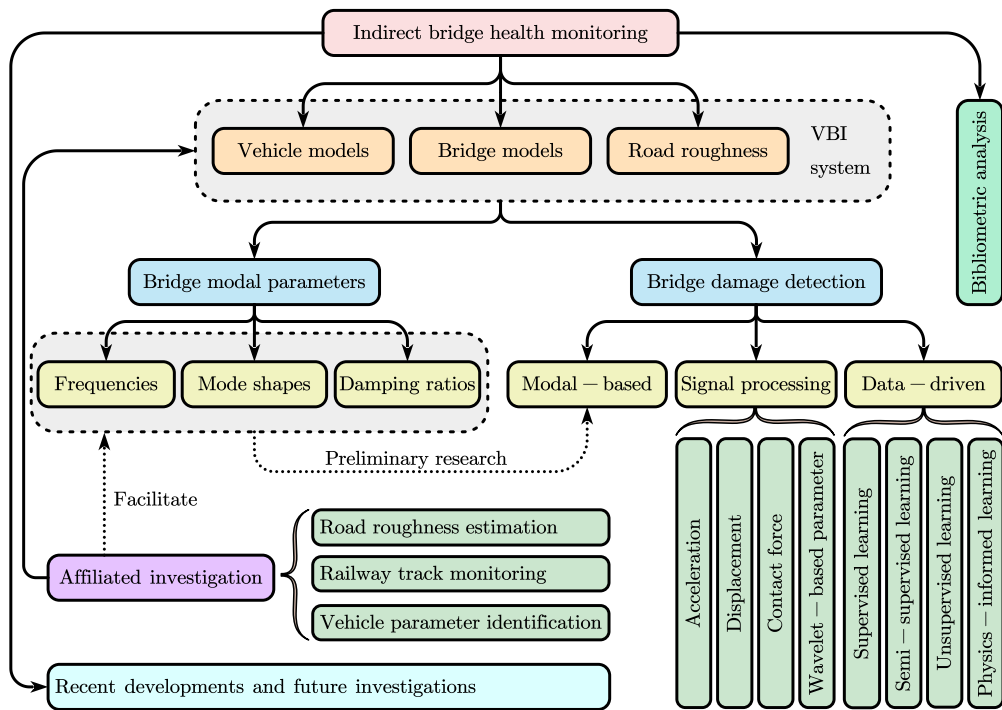 Indirect bridge health monitoring
VBI
system
Vehicle models
Bridge models
Road roughness
Bibliometric analysis
Bridge modal parameters
Bridge damage detection
Frequencies
Mode shapes
Damping ratios
Modal – based
Signal processing
Data – driven
Preliminary research
Facilitate
Acceleration
Displacement
Contact force
Wavelet – based parameter
Supervised learning
Semi – supervised learning
Unsupervised learning
Physics – informed learning
Affiliated investigation
Road roughness estimation
Railway track monitoring
Vehicle parameter identification
Recent developments and future investigations